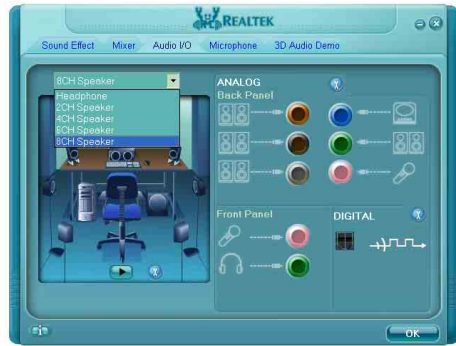 REALTEK
Sound Effect Mixer Audio I/O Microphone 3D Audio Demo
8CH Speaker
Headphone
2CH Speaker
4CH Speaker
6CH Speaker
8CH Speaker
ANALOG
Back Panel
Front Panel
DIGITAL
OK